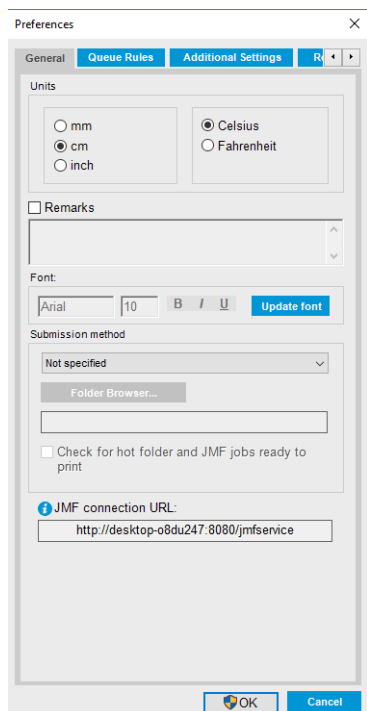 Preferences
General Queue Rules Additional Settings
Units
mm
cm
inch
Celsius
Fahrenheit
Remarks
Font:
Arial 10 B I U Update font
Submission method
Not specified
Folder Browser...
Check for hot folder and JMF jobs ready to
print
JMF connection URL:
http://desktop-o8du247:8080/jmfservice
OK Cancel